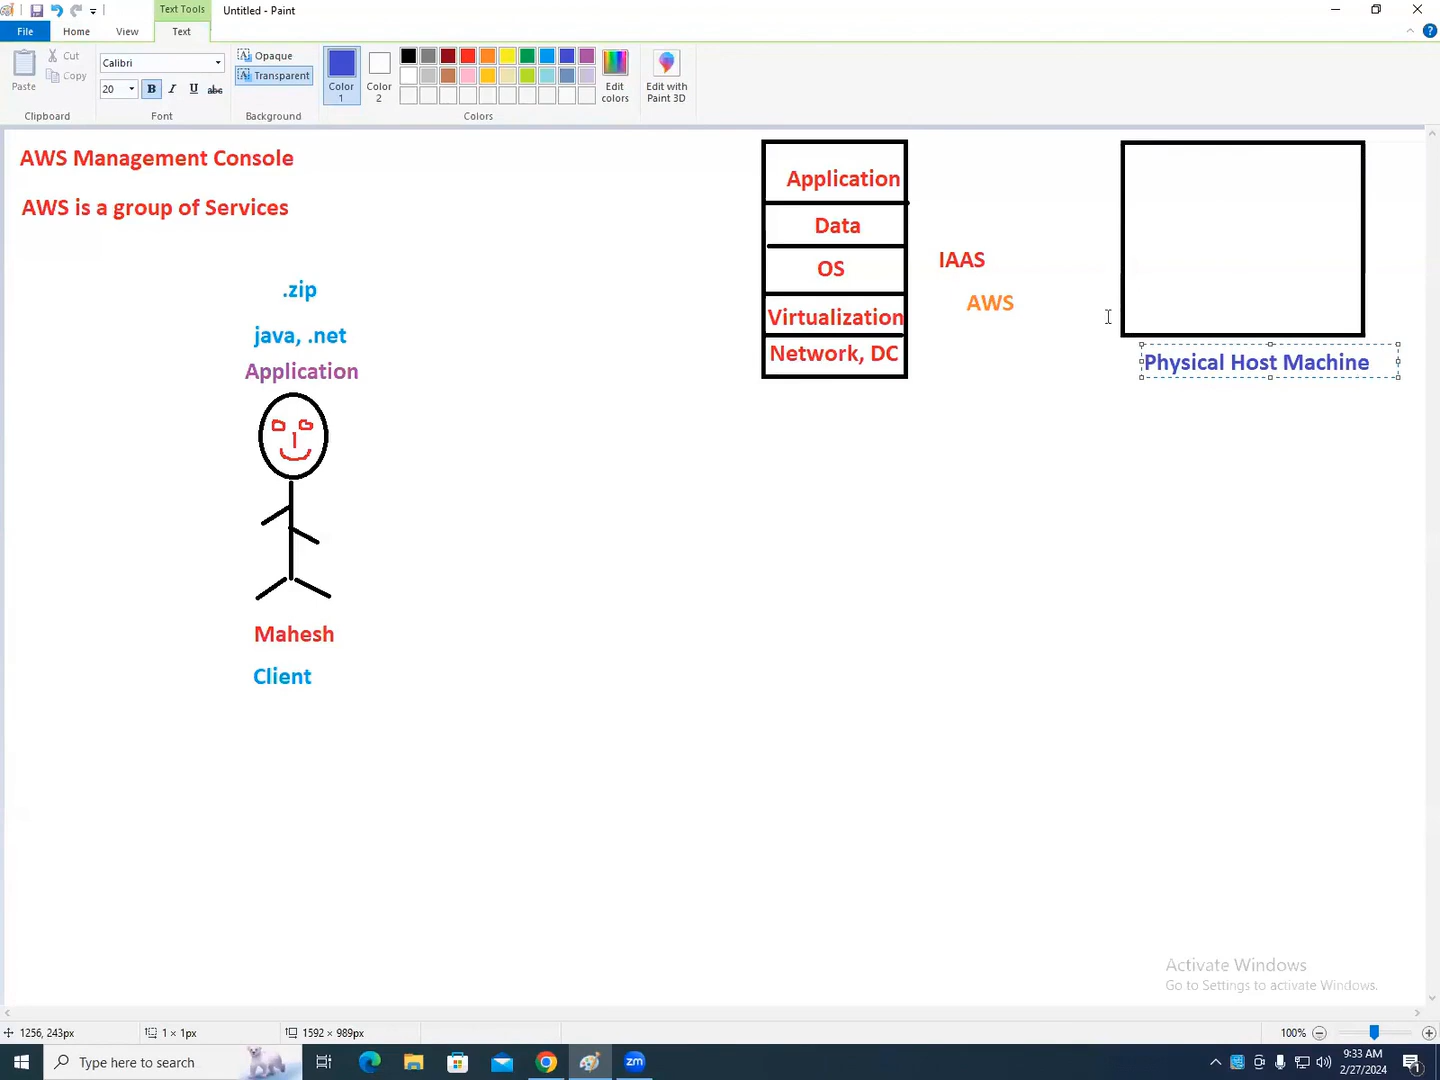 Text Tools
Untitled - Paint
File
Home
View
Text
Paste
Cut
Copy
Clipboard
Calibri
20
B
I
U
abc
Font
Opaque
Transparent
Background
Color
1
Color
2
Edit
colors
Colors
Edit with
Paint 3D
AWS Management Console
AWS is a group of Services
.zip
java, .net
Application
Mahesh
Client
Application
Data
OS
Virtualization
Network, DC
IAAS
AWS
Physical Host Machine
Activate Windows
Go to Settings to activate Windows.
1256, 243px
1 × 1px
1592 × 989px
100%
Type here to search
zm
9:33 AM
2/27/2024
1